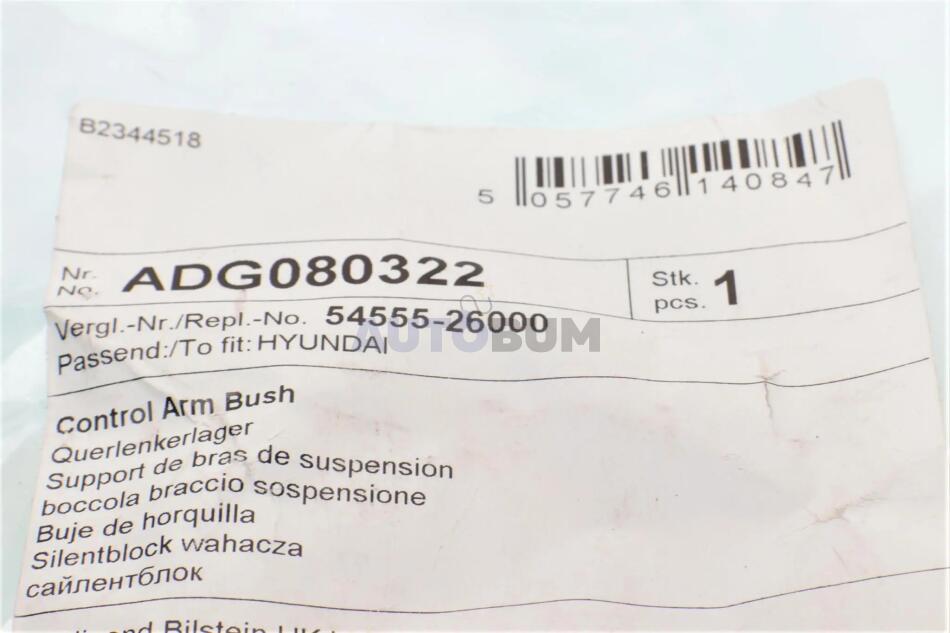 B2344518
5 057746 140847
Nr.
No. ADG080322
Stk.
pcs. 1
Vergl.-Nr./Repl.-No. 54555-26000
Passend:/To fit: HYUNDAI
AUTOBUM
Control Arm Bush
Querlenkerlager
Support de bras de suspension
boccola braccio sospensione
Buje de horquilla
Silentblock wahacza
сайлентблок
Bilstein UK